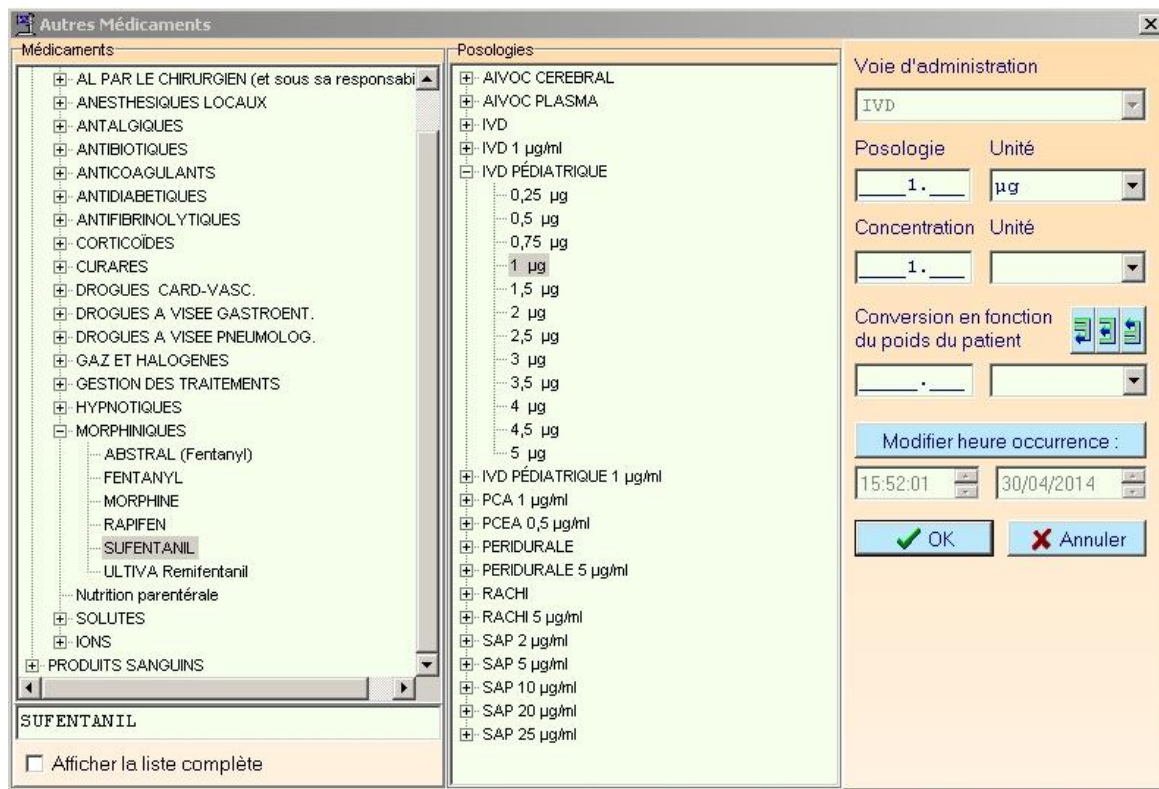 Autres Médicaments
Médicaments
AL PAR LE CHIRURGIEN (et sous sa responsabi
ANESTHESIQUES LOCAUX
ANTALGIQUES
ANTIBIOTIQUES
ANTICOAGULANTS
ANTIDIABETIQUES
ANTIFIBRINOLYTIQUES
CORTICOÏDES
CURARES
DROGUES CARD-VASC.
DROGUES A VISEE GASTROENT.
DROGUES A VISEE PNEUMOLOG.
GAZ ET HALOGENES
GESTION DES TRAITEMENTS
HYPNOTIQUES
MORPHINIQUES
ABSTRAL (Fentanyl)
FENTANYL
MORPHINE
RAPIFEN
SUFENTANIL
ULTIVA Remifentanil
Nutrition parentérale
SOLUTES
IONS
PRODUITS SANGUINS
SUFENTANIL
Afficher la liste complète
Posologies
AIVOC CEREBRAL
AIVOC PLASMA
IVD
IVD 1 µg/ml
IVD PÉDIATRIQUE
0,25 µg
0,5 µg
0,75 µg
1 µg
1,5 µg
2 µg
2,5 µg
3 µg
3,5 µg
4 µg
4,5 µg
5 µg
IVD PÉDIATRIQUE 1 µg/ml
PCA 1 µg/ml
PCEA 0,5 µg/ml
PERIDURALE
PERIDURALE 5 µg/ml
RACHI
RACHI 5 µg/ml
SAP 2 µg/ml
SAP 5 µg/ml
SAP 10 µg/ml
SAP 20 µg/ml
SAP 25 µg/ml
Voie d'administration
IVD
Posologie Unité
____1.___ µg
Concentration Unité
____1.___
Conversion en fonction
du poids du patient
_____.___
Modifier heure occurrence :
15:52:01 30/04/2014
OK Annuler